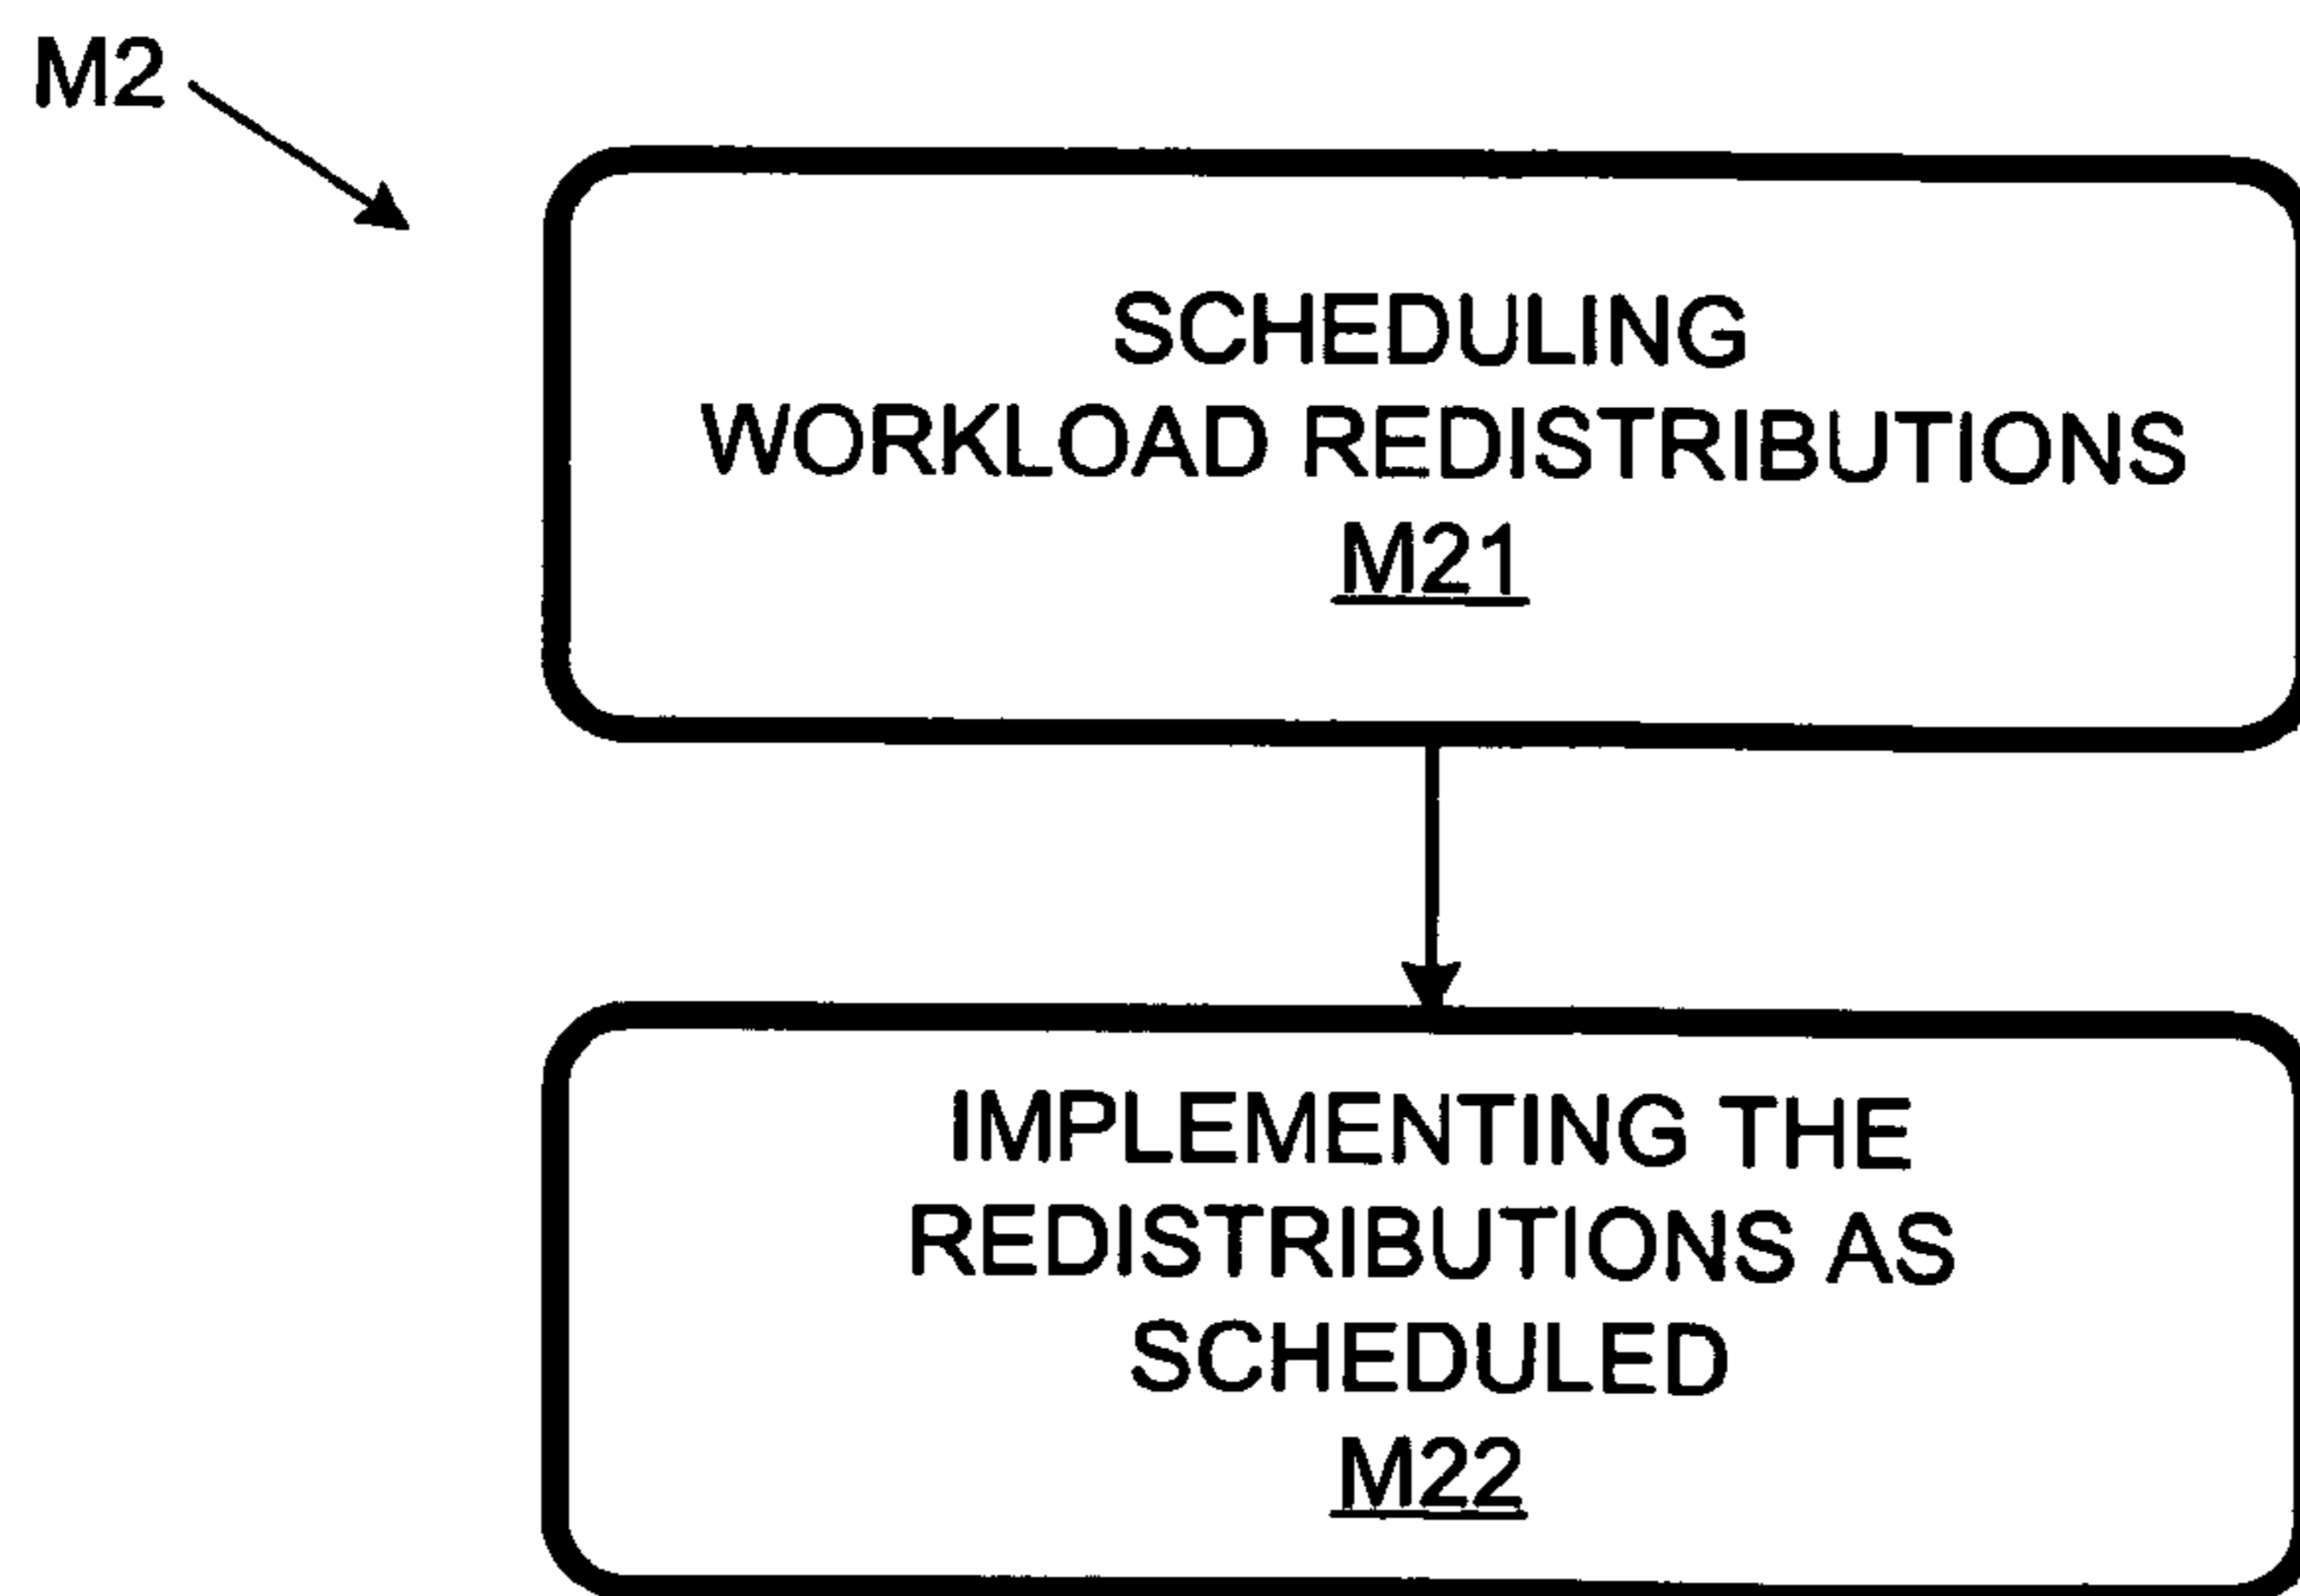 M2
SCHEDULING
WORKLOAD REDISTRIBUTIONS
M21
IMPLEMENTING THE
REDISTRIBUTIONS AS
SCHEDULED
M22